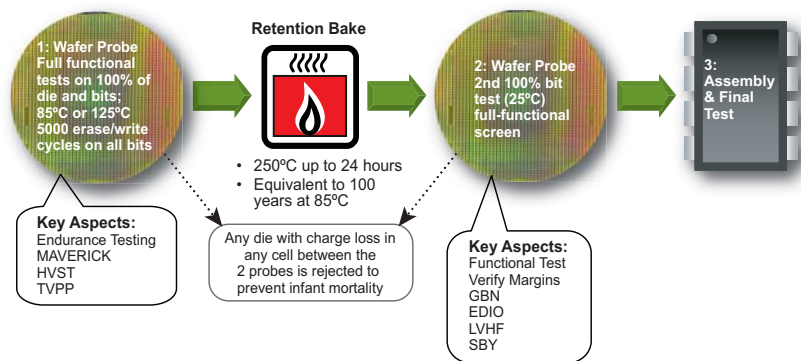 1: Wafer Probe
Full functional
tests on 100% of
die and bits;
85ºC or 125ºC
5000 erase/write
cycles on all bits
Retention Bake
• 250ºC up to 24 hours
• Equivalent to 100
years at 85ºC
2: Wafer Probe
2nd 100% bit
test (25ºC)
full-functional
screen
3:
Assembly
& Final
Test
Key Aspects:
Endurance Testing
MAVERICK
HVST
TVPP
Any die with charge loss in
any cell between the
2 probes is rejected to
prevent infant mortality
Key Aspects:
Functional Test
Verify Margins
GBN
EDIO
LVHF
SBY